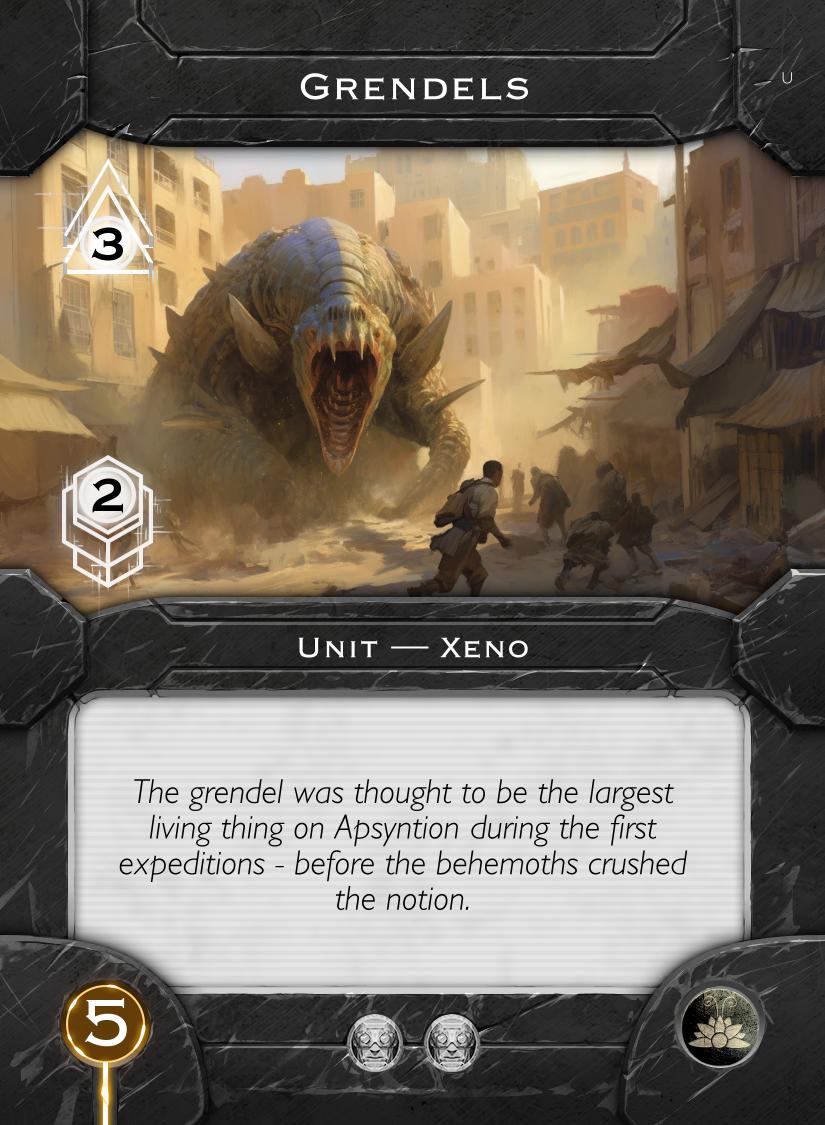 Grendels
U
3
2
Unit — Xeno
The grendel was thought to be the largest
living thing on Apsyntion during the first
expeditions - before the behemoths crushed
the notion.
5